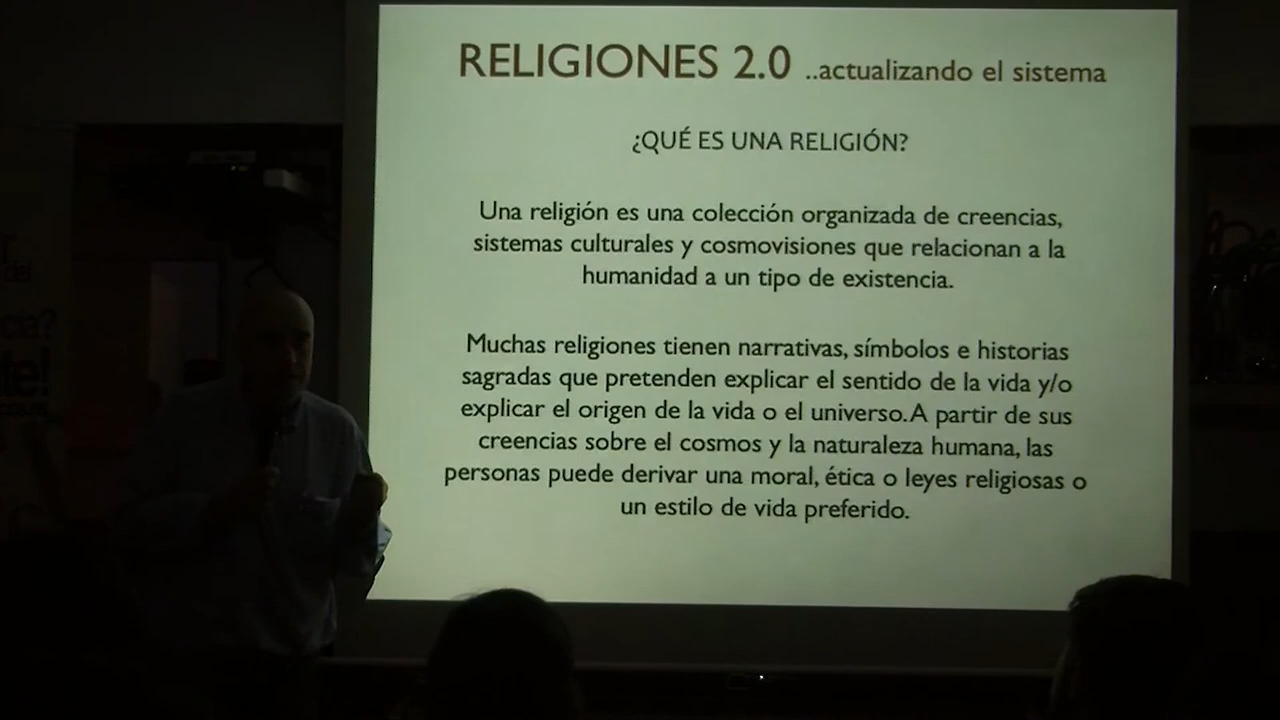 RELIGIONES 2.0 ..actualizando el sistema
¿QUÉ ES UNA RELIGIÓN?
Una religión es una colección organizada de creencias,
sistemas culturales y cosmovisiones que relacionan a la
humanidad a un tipo de existencia.
Muchas religiones tienen narrativas, símbolos e historias
sagradas que pretenden explicar el sentido de la vida y/o
explicar el origen de la vida o el universo. A partir de sus
creencias sobre el cosmos y la naturaleza humana, las
personas puede derivar una moral, ética o leyes religiosas o
un estilo de vida preferido.